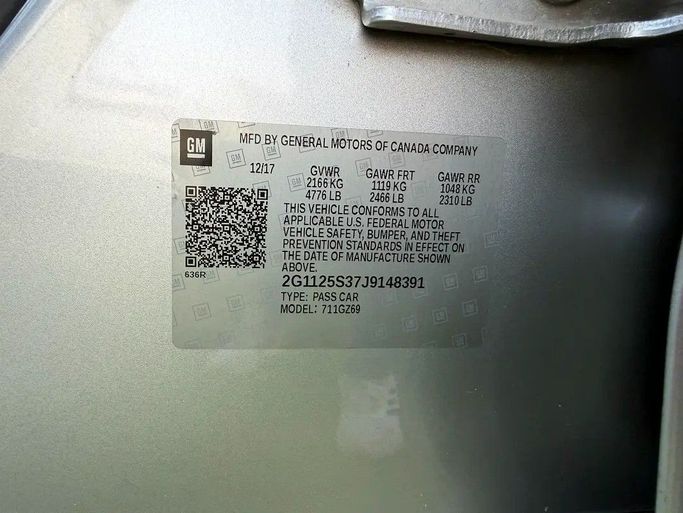 GM
MFD BY GENERAL MOTORS OF CANADA COMPANY
12/17 GVWR GAWR FRT GAWR RR
2166 KG 1119 KG 1048 KG
4776 LB 2466 LB 2310 LB
THIS VEHICLE CONFORMS TO ALL
APPLICABLE U.S. FEDERAL MOTOR
VEHICLE SAFETY, BUMPER, AND THEFT
PREVENTION STANDARDS IN EFFECT ON
THE DATE OF MANUFACTURE SHOWN
ABOVE.
636R
2G1125S37J9148391
TYPE: PASS CAR
MODEL: 711GZ69